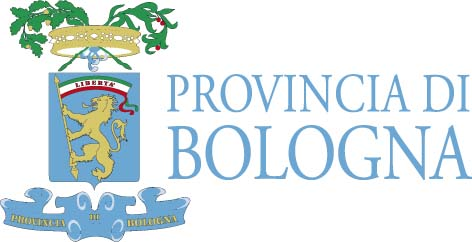 LIBERTA'
PROVINCIA DI
BOLOGNA
PROVINCIA DI BOLOGNA